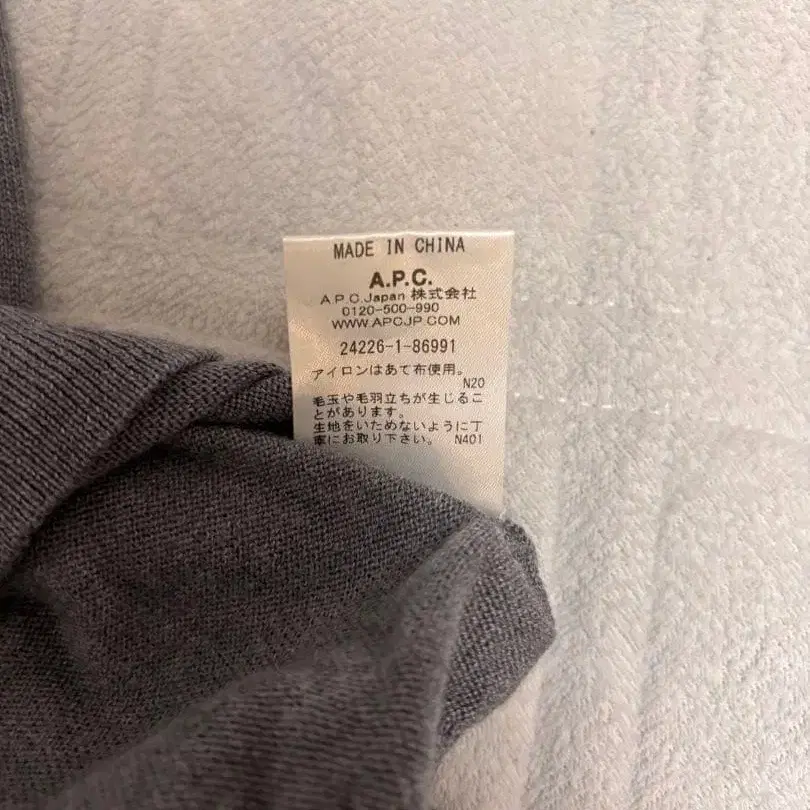 MADE IN CHINA
A.P.C.
A.P.C.Japan 株式会社
0120-500-990
WWW.APCJP.COM
24226-1-86991
アイロンはあて布使用。
N20
毛玉や毛羽立ちが生じるこ
とがあります。
生地をいためないように丁
寧にお取り下さい。 N401